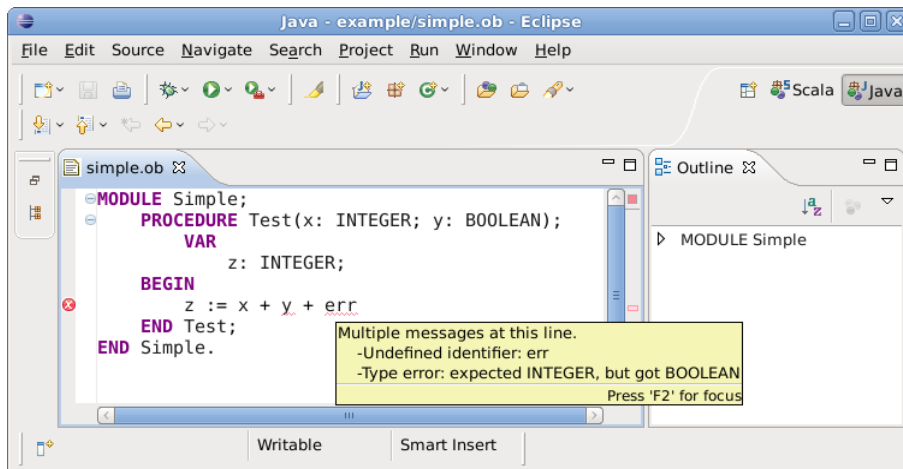 Java - example/simple.ob - Eclipse
File Edit Source Navigate Search Project Run Window Help
Scala Java
simple.ob
Outline
MODULE Simple;
PROCEDURE Test(x: INTEGER; y: BOOLEAN);
VAR
z: INTEGER;
BEGIN
z := x + y + err
END Test;
END Simple.
MODULE Simple
Multiple messages at this line.
-Undefined identifier: err
-Type error: expected INTEGER, but got BOOLEAN
Press 'F2' for focus
Writable Smart Insert